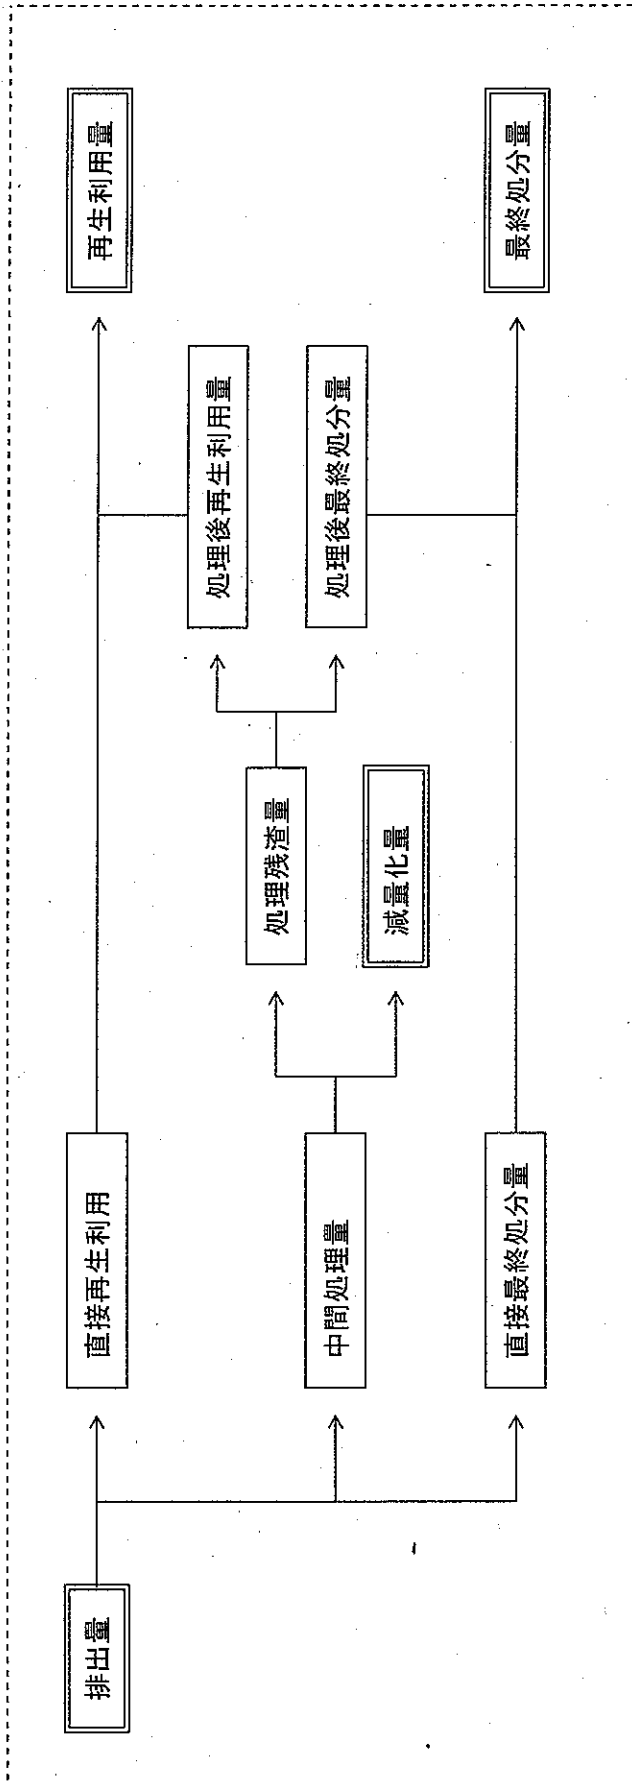 排出量
直接再生利用
中間処理量
直接最終処分量
処理残渣量
減量化量
処理後再生利用量
処理後最終処分量
再生利用量
最終処分量